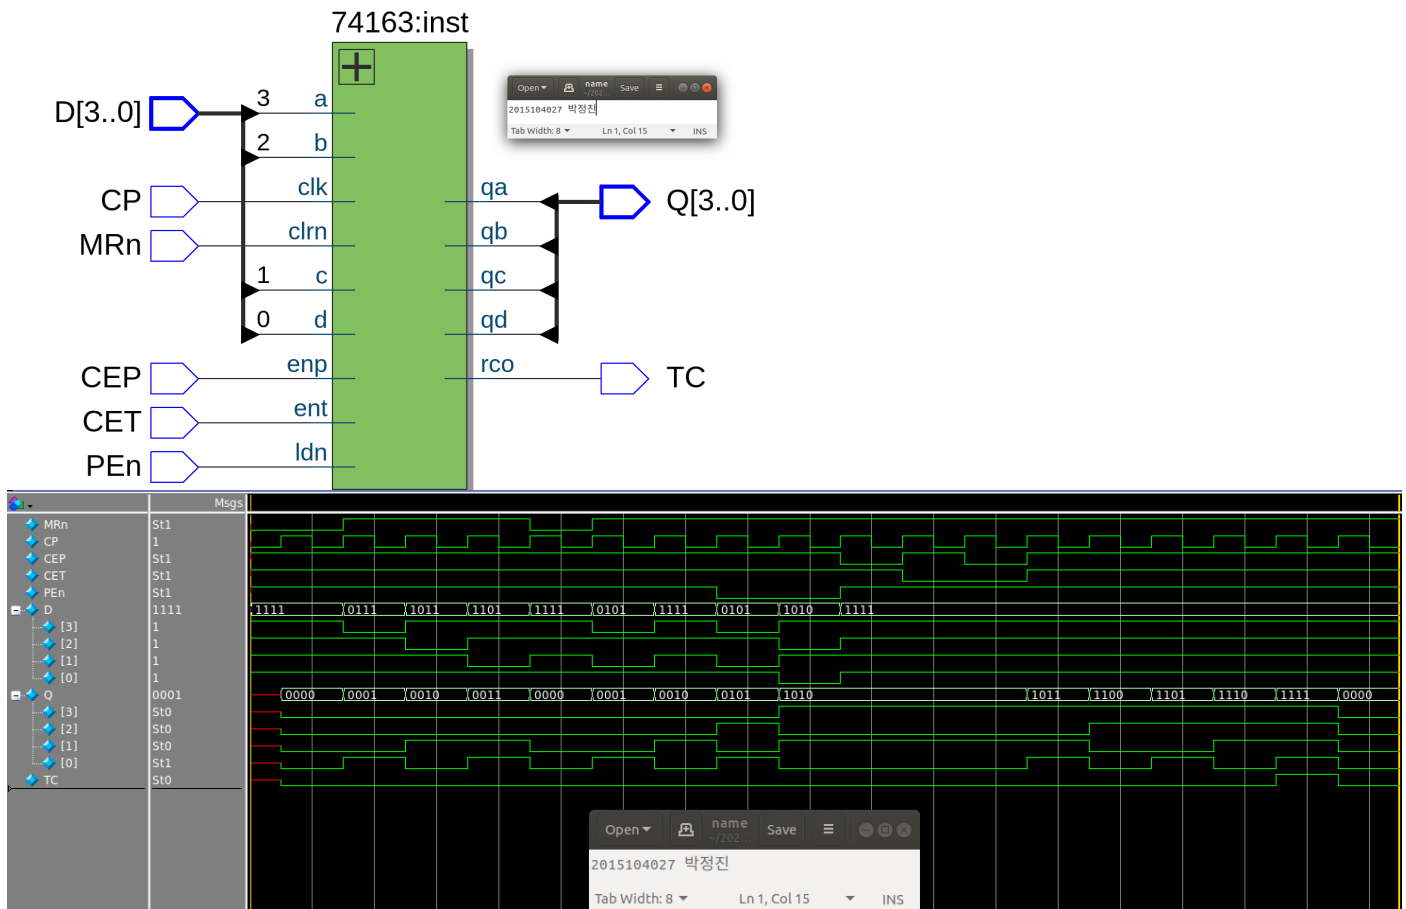 74163:inst
D[3..0]
3
a
2
b
CP
clk
MRn
clrn
1
c
0
d
CEP
enp
CET
ent
PEn
ldn
qa
Q[3..0]
qb
qc
qd
rco
TC
Open
name
~/202...
Save
2015104027 박정진
Tab Width: 8
Ln 1, Col 15
INS
Msgs
MRn St1
CP 1
CEP St1
CET St1
PEn St1
D 1111 1111 0111 1011 1101 1111 0101 1111 0101 1010 1111
[3] 1
[2] 1
[1] 1
[0] 1
Q 0001 0000 0001 0010 0011 0000 0001 0010 0101 1010 1011 1100 1101 1110 1111 0000
[3] St0
[2] St0
[1] St0
[0] St1
TC St0
Open
name
~/202...
Save
2015104027 박정진
Tab Width: 8
Ln 1, Col 15
INS